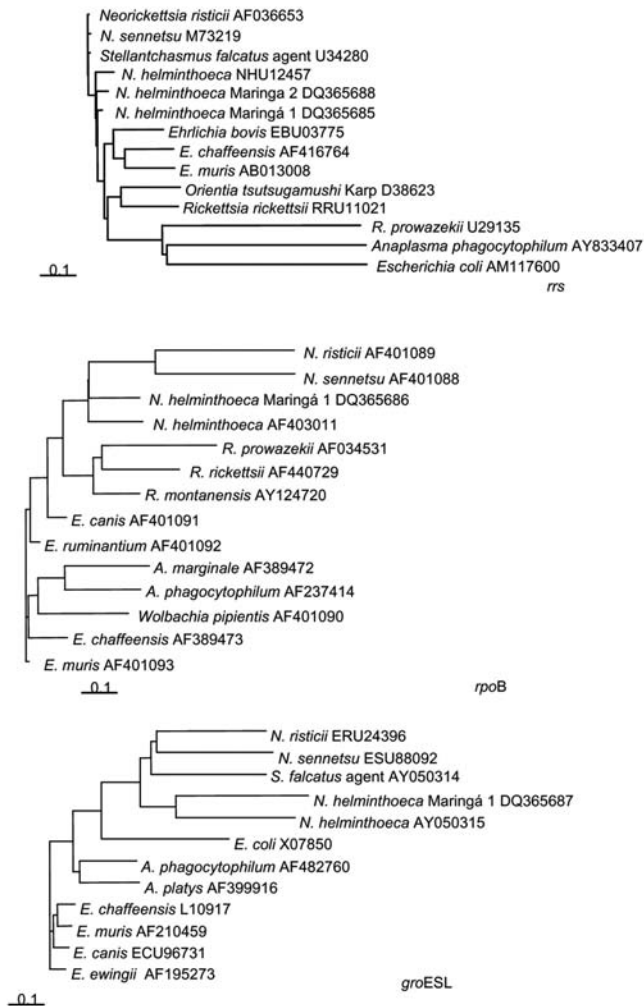 Neorickettsia risticii AF036653
N. sennetsu M73219
Stellantchasmus falcatus agent U34280
N. helminthoeca NHU12457
N. helminthoeca Maringa 2 DQ365688
N. helminthoeca Maringá 1 DQ365685
Ehrlichia bovis EBU03775
E. chaffeensis AF416764
E. muris AB013008
Orientia tsutsugamushi Karp D38623
Rickettsia rickettsii RRU11021
R. prowazekii U29135
Anaplasma phagocytophilum AY833407
Escherichia coli AM117600
0.1
rrs
N. risticii AF401089
N. sennetsu AF401088
N. helminthoeca Maringá 1 DQ365686
N. helminthoeca AF403011
R. prowazekii AF034531
R. rickettsii AF440729
R. montanensis AY124720
E. canis AF401091
E. ruminantium AF401092
A. marginale AF389472
A. phagocytophilum AF237414
Wolbachia pipientis AF401090
E. chaffeensis AF389473
E. muris AF401093
0.1
rpoB
N. risticii ERU24396
N. sennetsu ESU88092
S. falcatus agent AY050314
N. helminthoeca Maringá 1 DQ365687
N. helminthoeca AY050315
E. coli X07850
A. phagocytophilum AF482760
A. platys AF399916
E. chaffeensis L10917
E. muris AF210459
E. canis ECU96731
E. ewingii AF195273
groESL
0.1